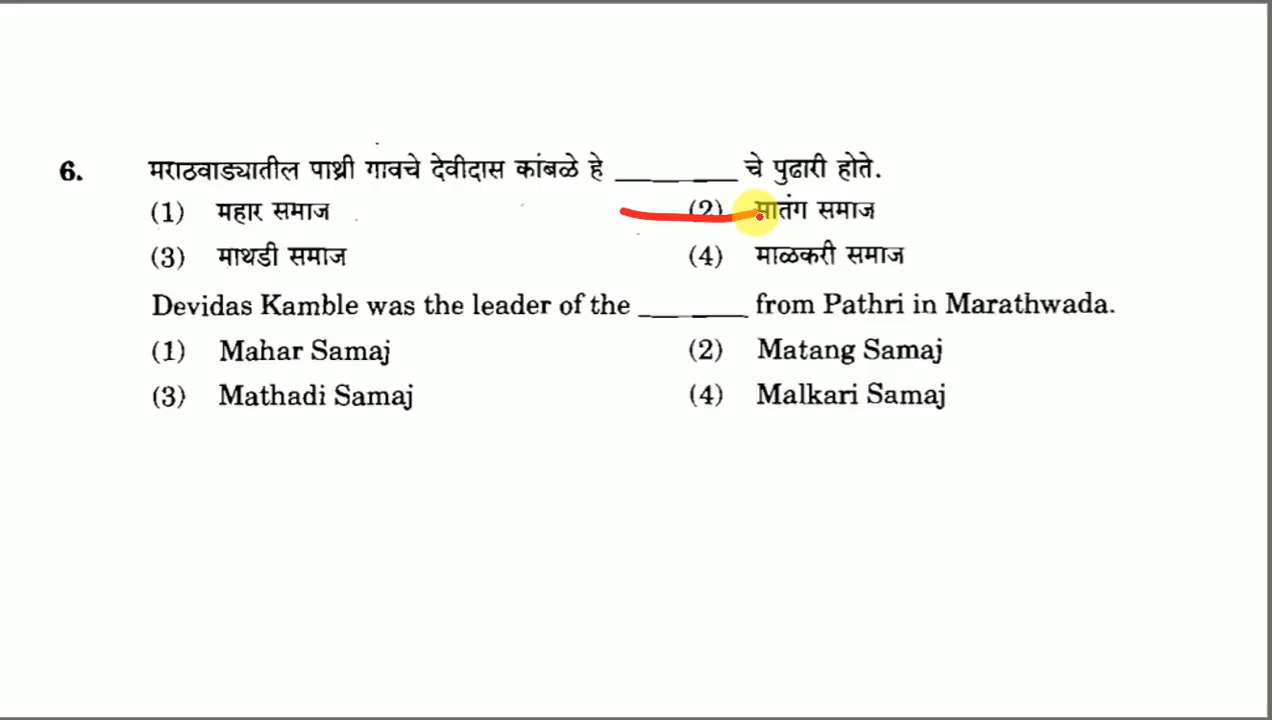 6. मराठवाड्यातील पाथ्री गावचे देवीदास कांबळे हे ________ चे पुढारी होते.
(1) महार समाज (2) मातंग समाज
(3) माथडी समाज (4) माळकरी समाज
Devidas Kamble was the leader of the ________ from Pathri in Marathwada.
(1) Mahar Samaj (2) Matang Samaj
(3) Mathadi Samaj (4) Malkari Samaj